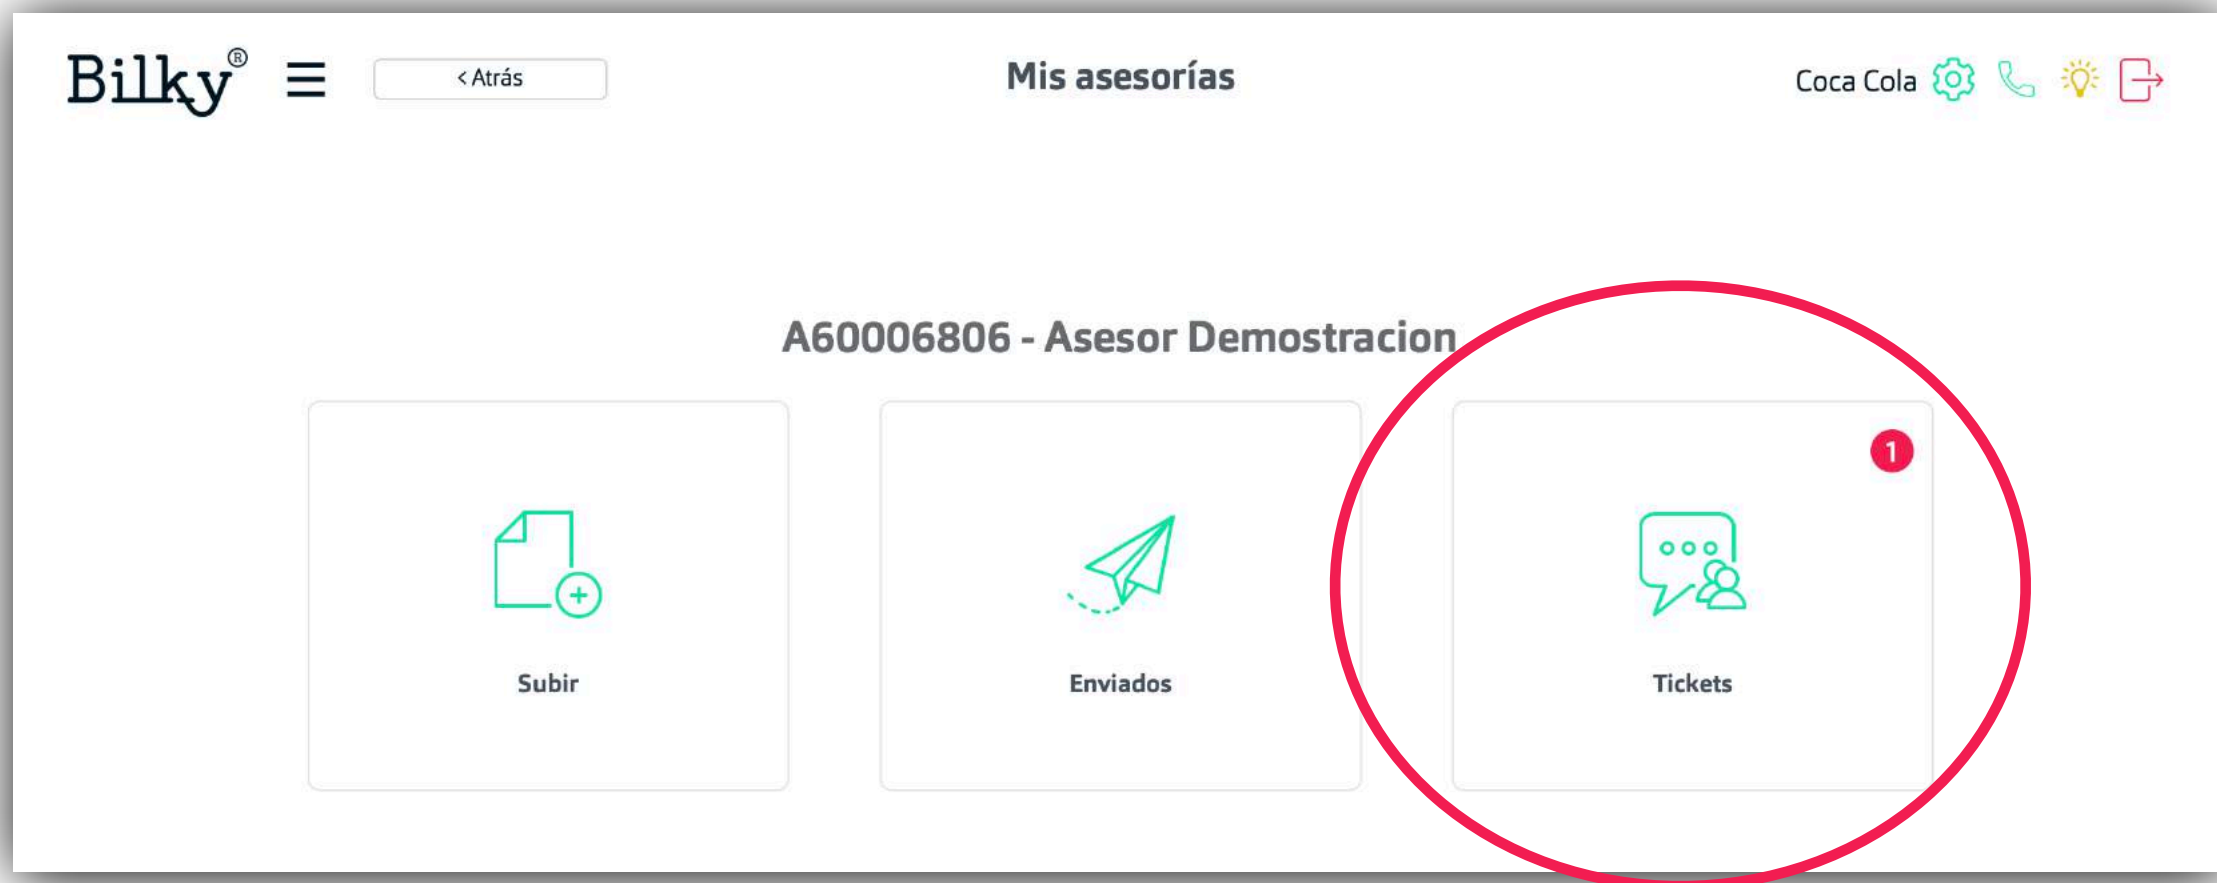 Bilky®
< Atrás
Mis asesorías
Coca Cola
A60006806 - Asesor Demostracion
1
Subir
Enviados
Tickets